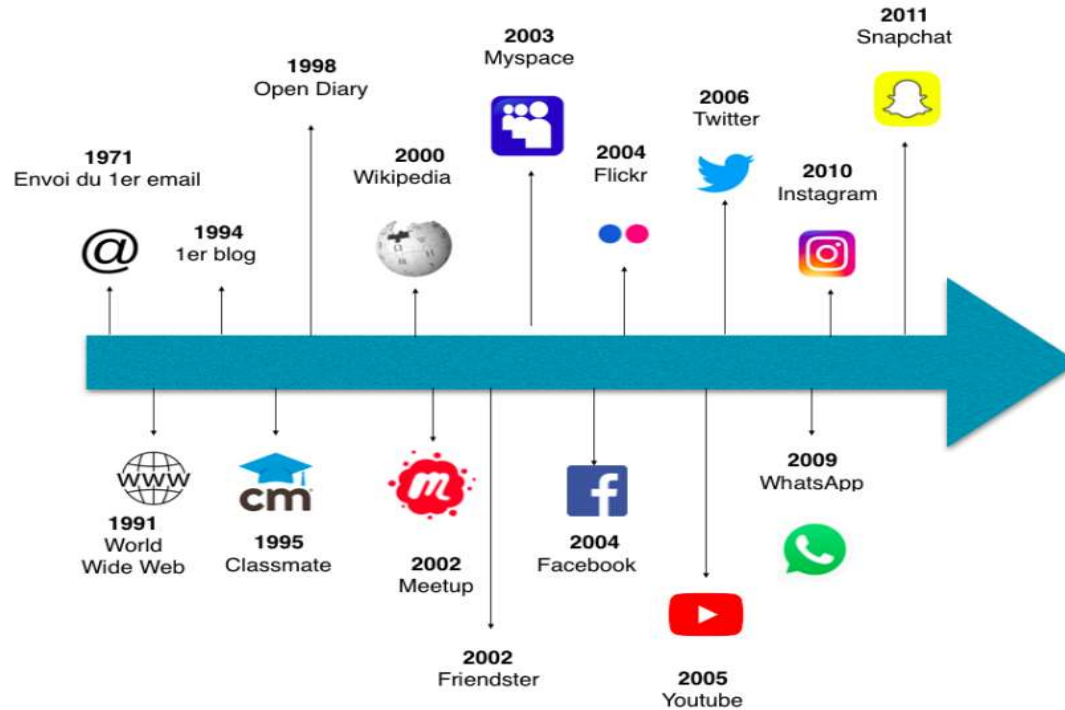 1971
Envoi du 1er email
@
1994
1er blog
1998
Open Diary
2000
Wikipedia
2003
Myspace
2004
Flickr
2006
Twitter
2010
Instagram
2011
Snapchat
WWW
1991
World
Wide Web
cm
1995
Classmate
m
2002
Meetup
2002
Friendster
f
2004
Facebook
2005
Youtube
2009
WhatsApp